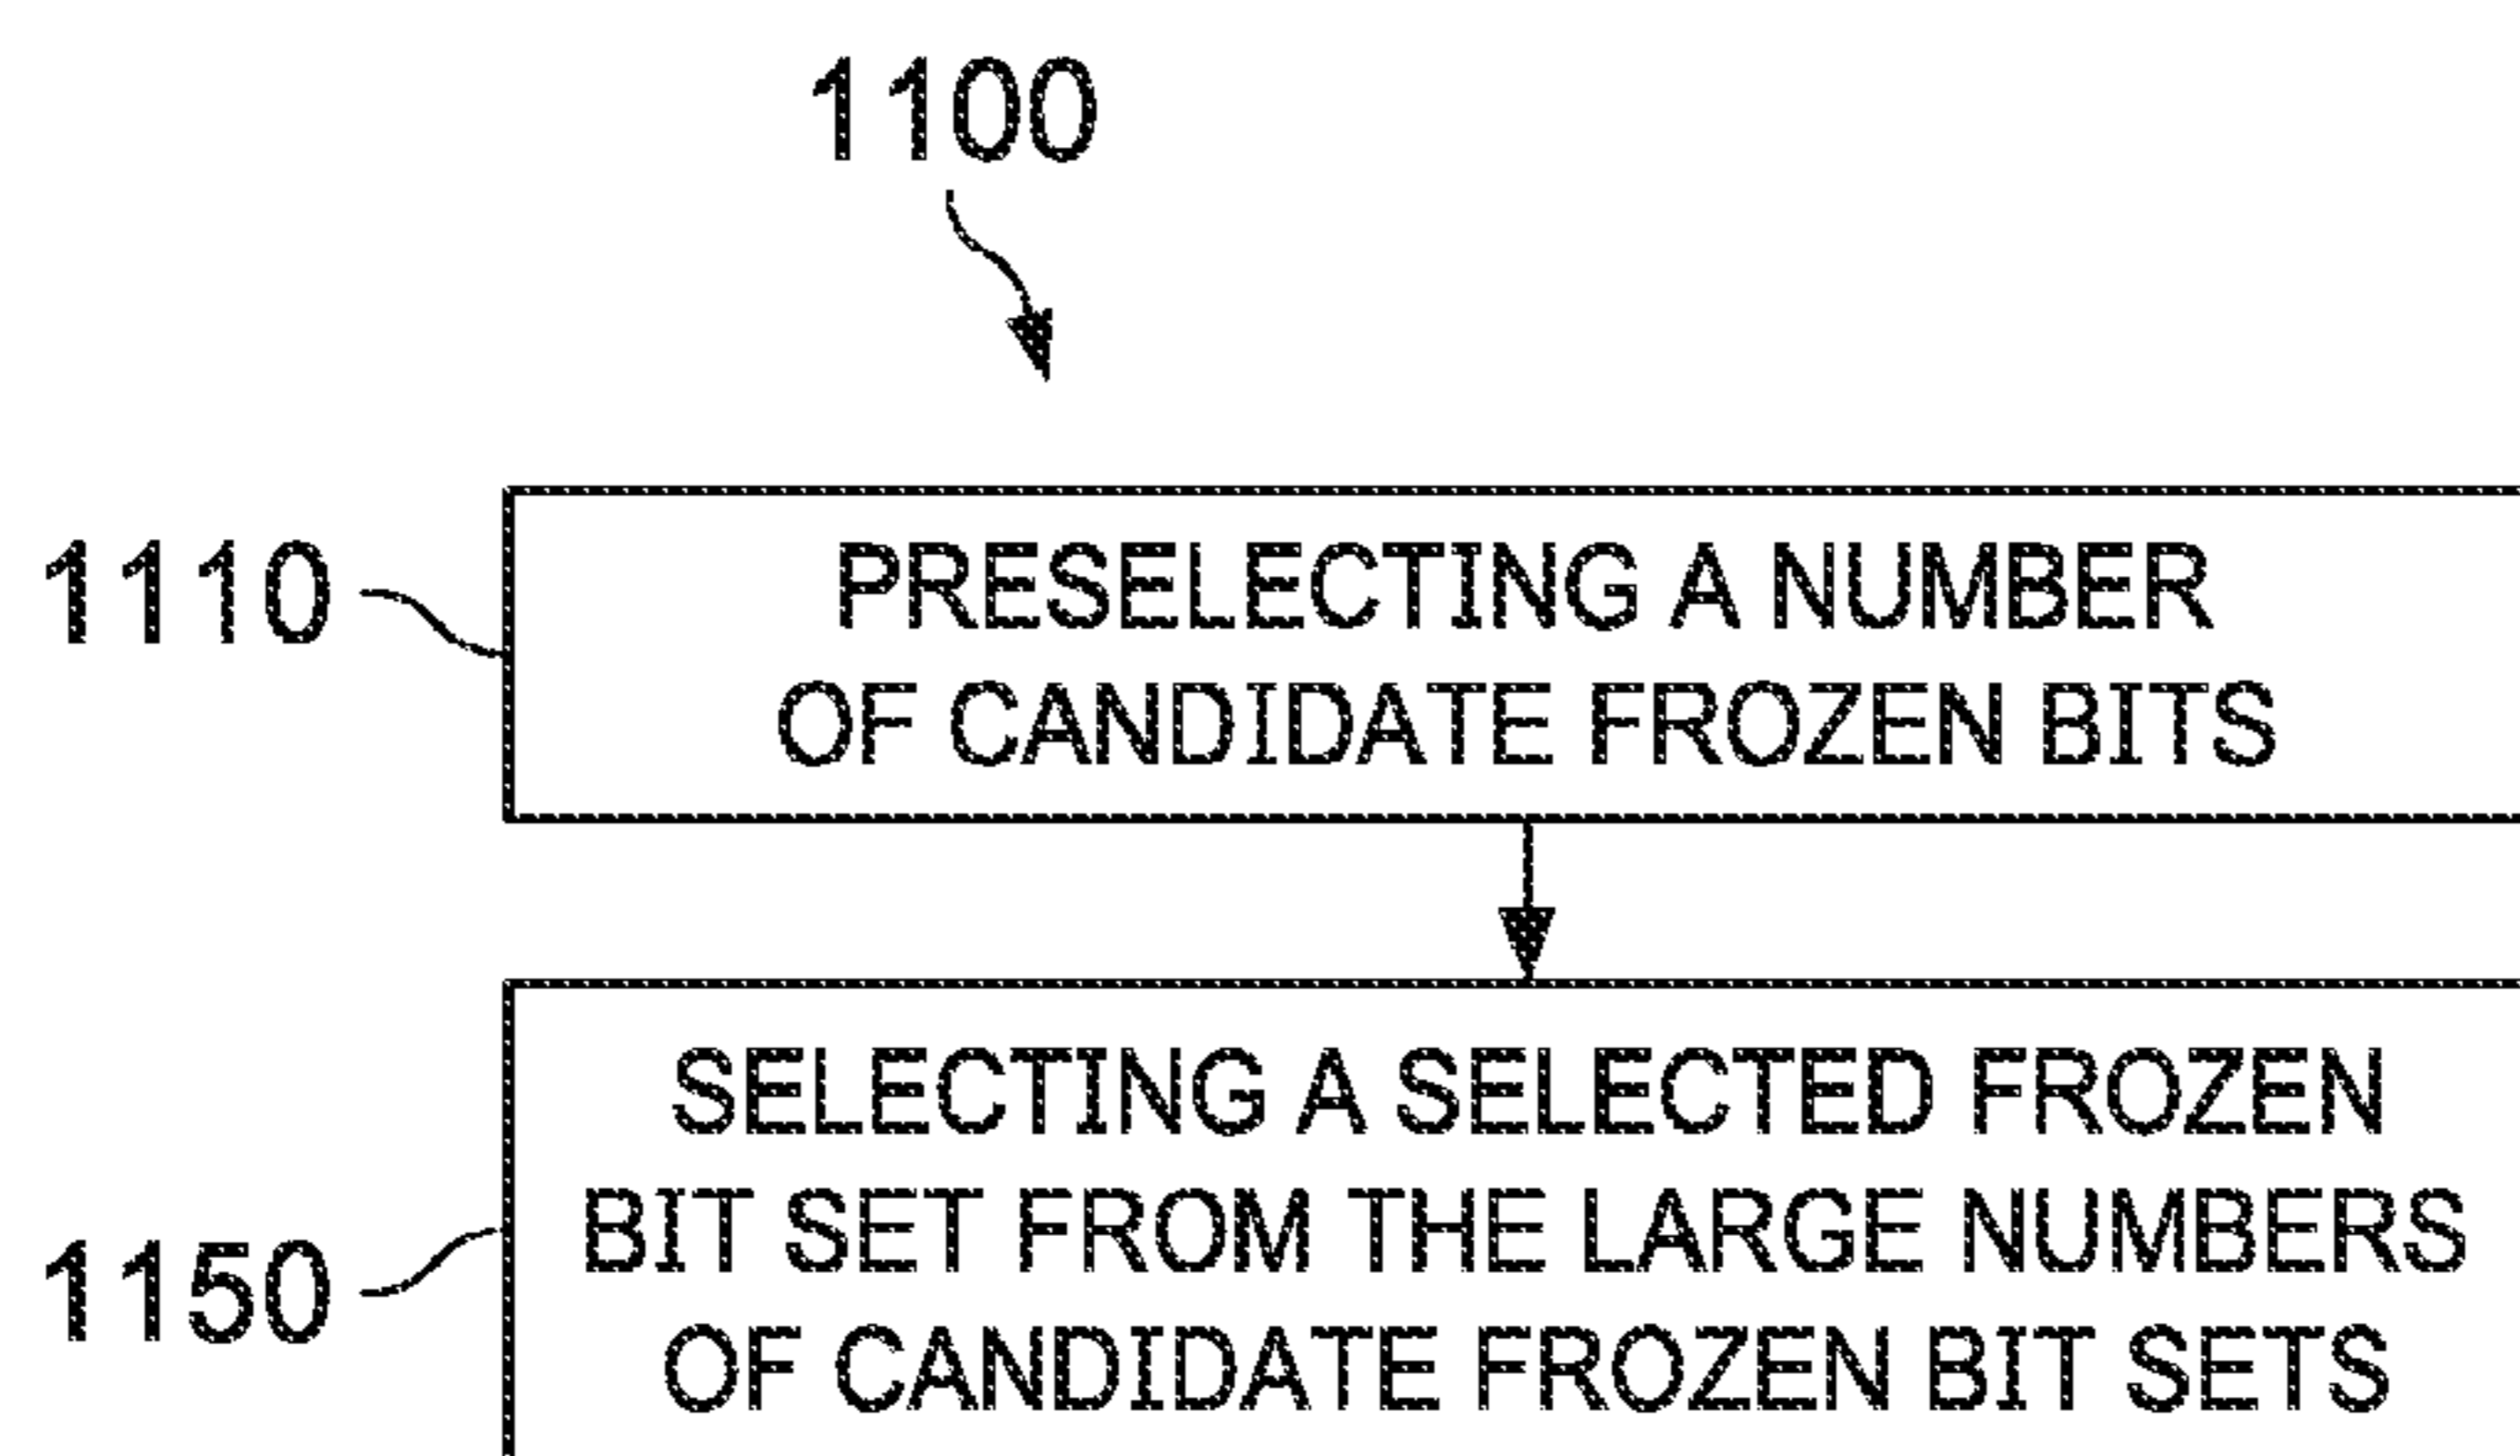 1100
1110
PRESELECTING A NUMBER
OF CANDIDATE FROZEN BITS
SELECTING A SELECTED FROZEN
BIT SET FROM THE LARGE NUMBERS
1150
OF CANDIDATE FROZEN BIT SETS